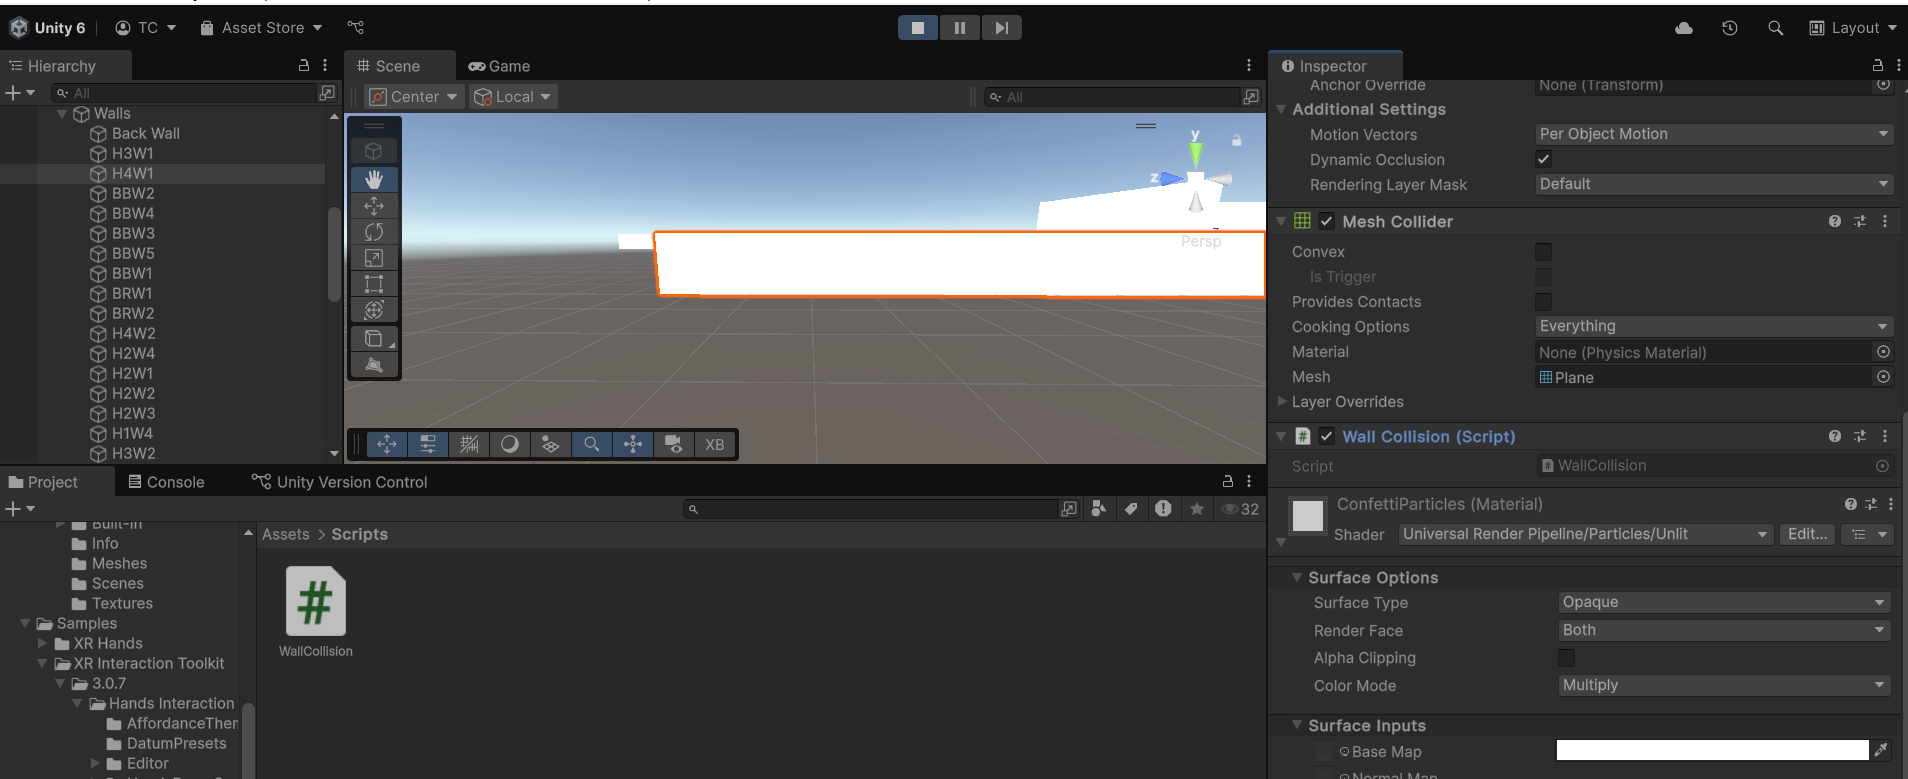 Unity 6
TC
Asset Store
Layout
Hierarchy
All
Walls
Back Wall
H3W1
H4W1
BBW2
BBW4
BBW3
BBW5
BBW1
BRW1
BRW2
H4W2
H2W4
H2W1
H2W2
H2W3
H1W4
H3W2
Scene
Game
Center
Local
All
y
z
Persp
XB
Inspector
Anchor Override
None (Transform)
Additional Settings
Motion Vectors
Per Object Motion
Dynamic Occlusion
Rendering Layer Mask
Default
Mesh Collider
Convex
Is Trigger
Provides Contacts
Cooking Options
Everything
Material
None (Physics Material)
Mesh
Plane
Layer Overrides
Wall Collision (Script)
Script
WallCollision
ConfettiParticles (Material)
Shader
Universal Render Pipeline/Particles/Unlit
Edit...
Surface Options
Surface Type
Opaque
Render Face
Both
Alpha Clipping
Color Mode
Multiply
Surface Inputs
Base Map
Normal Map
Project
Console
Unity Version Control
32
Built-In
Info
Meshes
Scenes
Textures
Samples
XR Hands
XR Interaction Toolkit
3.0.7
Hands Interaction
AffordanceTher
DatumPresets
Editor
Assets > Scripts
WallCollision